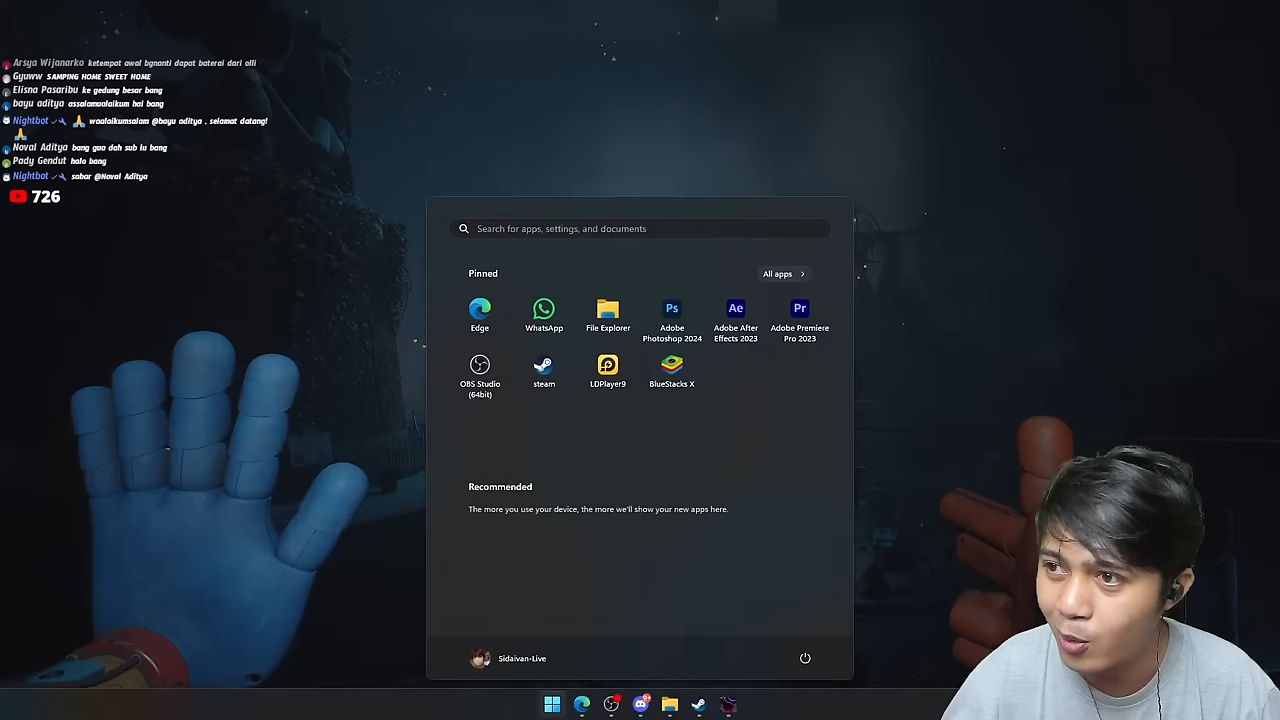 Arsya Wijanarko ketempat awal bgnanti dapat baterai dari olli
Gyuww SAMPING HOME SWEET HOME
Elisna Pasaribu ke gedung besar bang
bayu aditya assalamualaikum hai bang
Nightbot 🙏 waalaikumsalam @bayu aditya , selamat datang!
🙏
Noval Aditya bang gua dah sub lu bang
Pady Gendut halo bang
Nightbot sabar @Noval Aditya
726
Search for apps, settings, and documents
Pinned
All apps
Edge
WhatsApp
File Explorer
Ps
Adobe
Photoshop 2024
Ae
Adobe After
Effects 2023
Pr
Adobe Premiere
Pro 2023
OBS Studio
(64bit)
steam
LDPlayer9
BlueStacks X
Recommended
The more you use your device, the more we'll show your new apps here.
Sidaivan-Live
9+